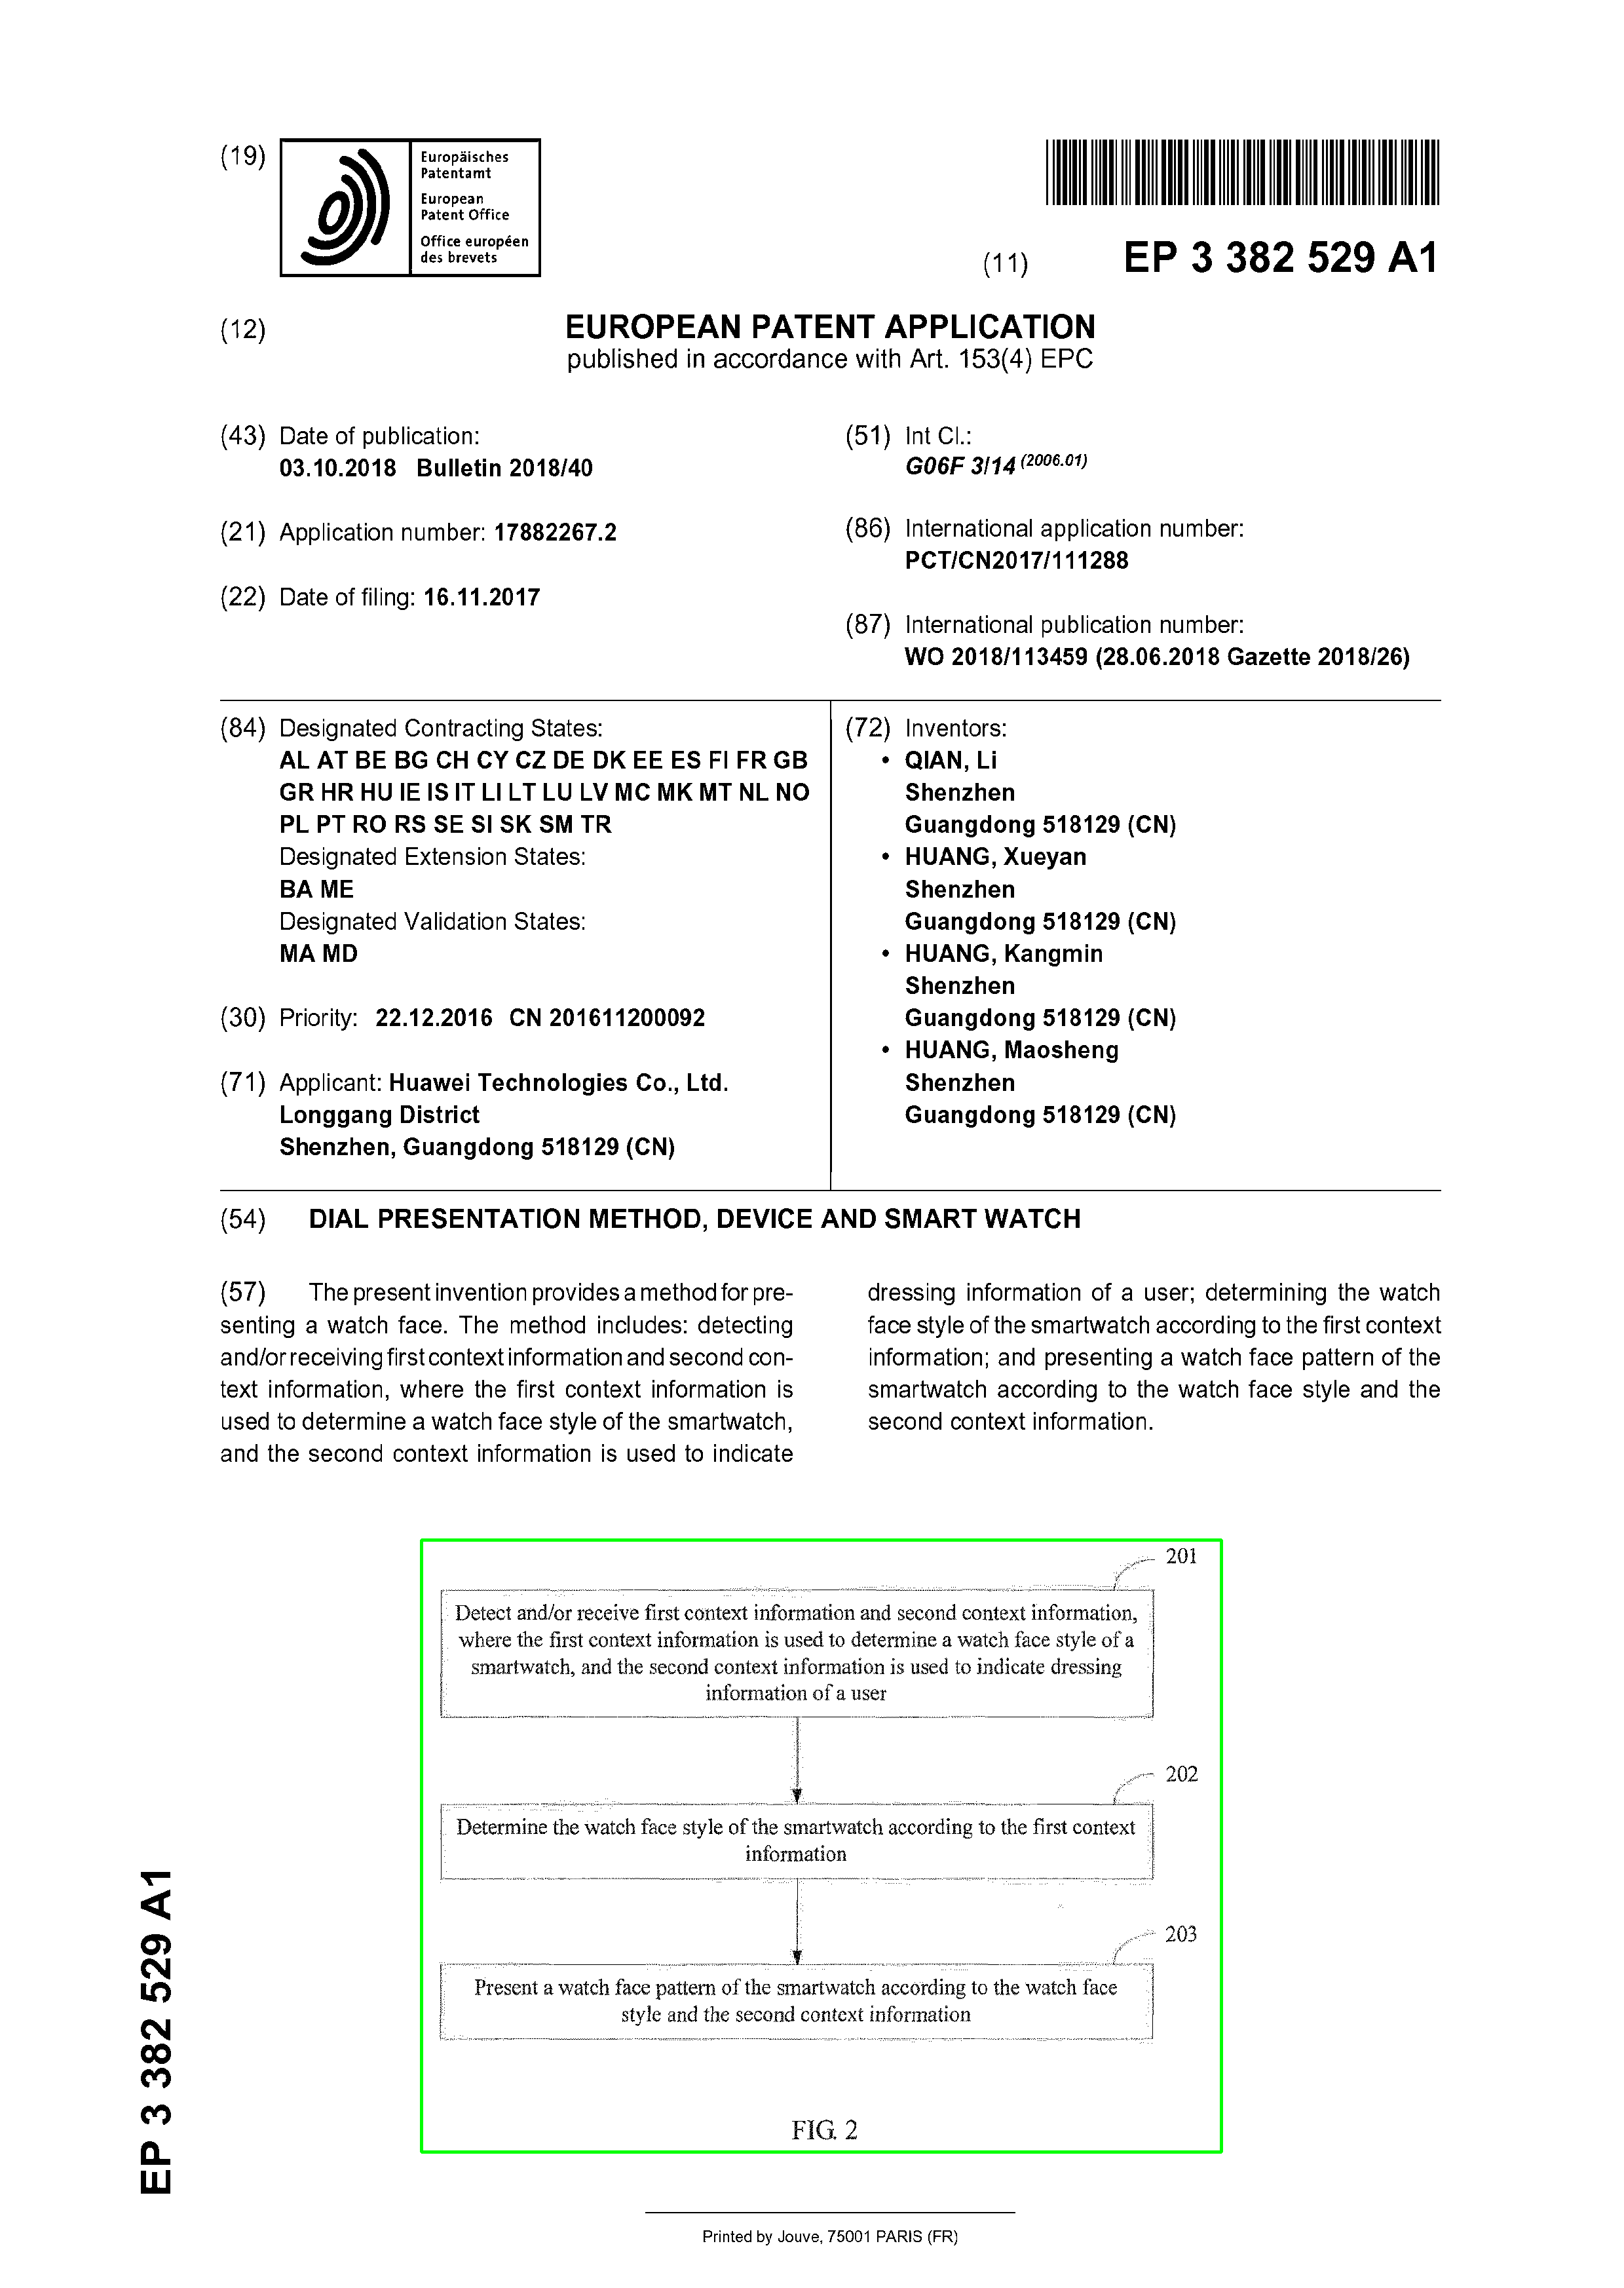 (19)
Europäisches
Patentamt
European
Patent Office
Office européen
des brevets
(11)
EP 3 382 529 A1
(12)
EUROPEAN PATENT APPLICATION
published in accordance with Art. 153(4) EPC
(43) Date of publication:
03.10.2018 Bulletin 2018/40
(21) Application number: 17882267.2
(22) Date of filing: 16.11.2017
(51) Int Cl.:
G06F 3/14 (2006.01)
(86) International application number:
PCT/CN2017/111288
(87) International publication number:
WO 2018/113459 (28.06.2018 Gazette 2018/26)
(84) Designated Contracting States:
AL AT BE BG CH CY CZ DE DK EE ES FI FR GB
GR HR HU IE IS IT LI LT LU LV MC MK MT NL NO
PL PT RO RS SE SI SK SM TR
Designated Extension States:
BA ME
Designated Validation States:
MA MD
(30) Priority: 22.12.2016 CN 201611200092
(71) Applicant: Huawei Technologies Co., Ltd.
Longgang District
Shenzhen, Guangdong 518129 (CN)
(72) Inventors:
• QIAN, Li
Shenzhen
Guangdong 518129 (CN)
• HUANG, Xueyan
Shenzhen
Guangdong 518129 (CN)
• HUANG, Kangmin
Shenzhen
Guangdong 518129 (CN)
• HUANG, Maosheng
Shenzhen
Guangdong 518129 (CN)
(54) DIAL PRESENTATION METHOD, DEVICE AND SMART WATCH
(57) The present invention provides a method for pre-
senting a watch face. The method includes: detecting
and/or receiving first context information and second con-
text information, where the first context information is
used to determine a watch face style of the smartwatch,
and the second context information is used to indicate
dressing information of a user; determining the watch
face style of the smartwatch according to the first context
information; and presenting a watch face pattern of the
smartwatch according to the watch face style and the
second context information.
201
Detect and/or receive first context information and second context information,
where the first context information is used to determine a watch face style of a
smartwatch, and the second context information is used to indicate dressing
information of a user
202
Determine the watch face style of the smartwatch according to the first context
information
203
Present a watch face pattern of the smartwatch according to the watch face
style and the second context information
FIG. 2
EP 3 382 529 A1
Printed by Jouve, 75001 PARIS (FR)